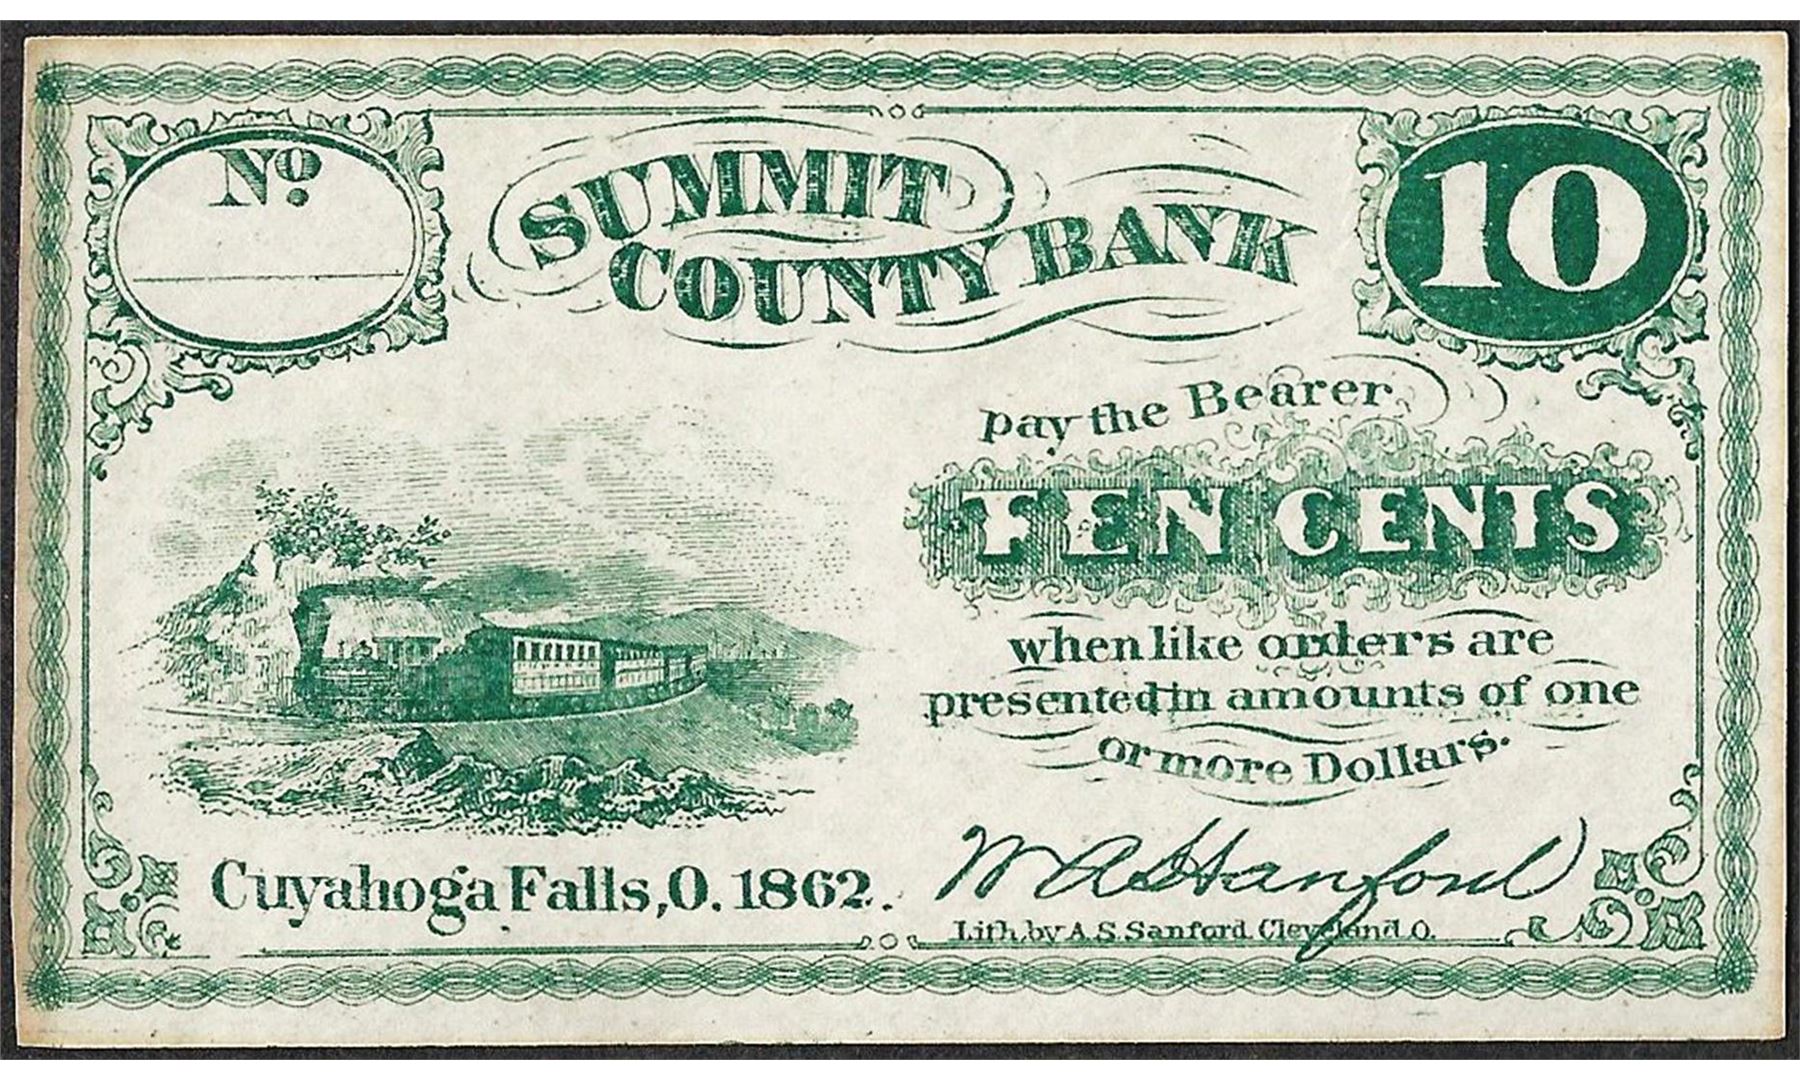 No.
SUMMIT
COUNTY BANK
10
pay the Bearer
TEN CENTS
when like orders are
presented in amounts of one
or more Dollars.
Cuyahoga Falls, O. 1862.
W A Hanford
Lith. by A. S. Sanford. Cleveland O.